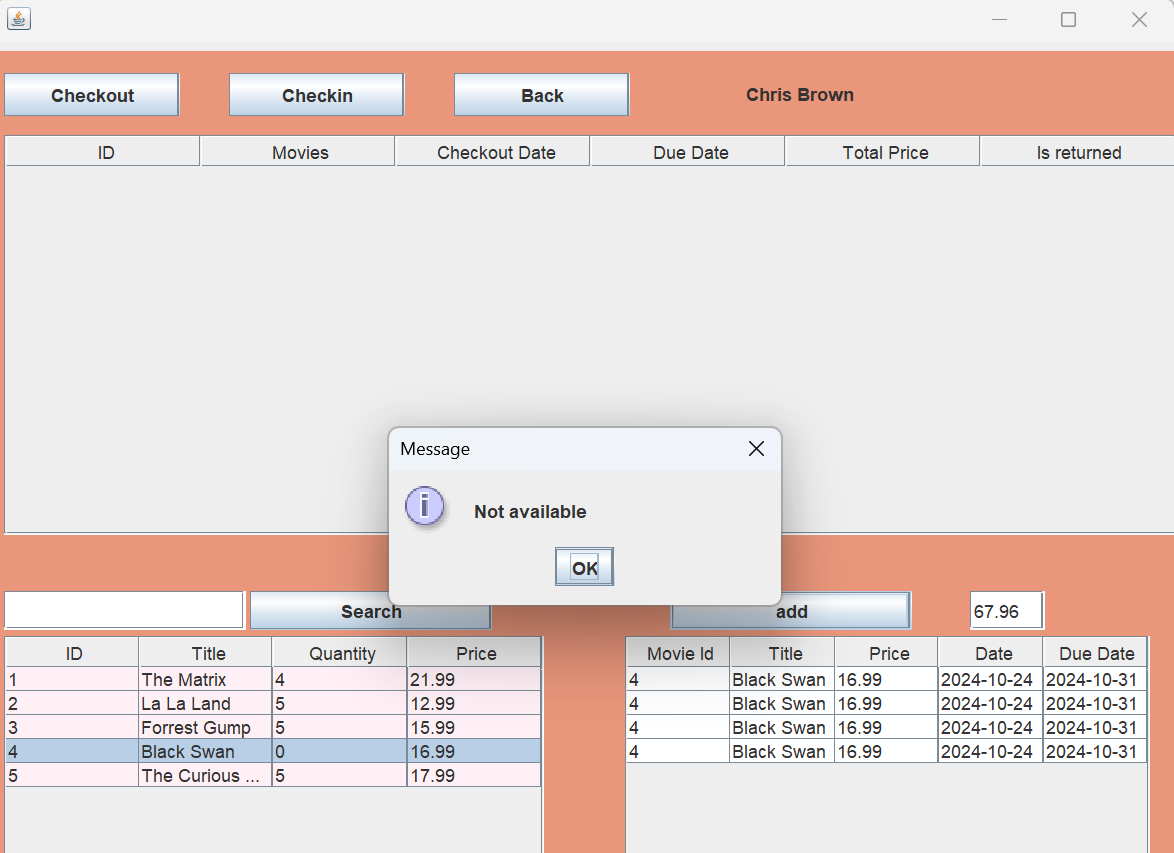 Checkout Checkin Back Chris Brown
ID Movies Checkout Date Due Date Total Price Is returned
Message
Not available
OK
Search add 67.96
ID Title Quantity Price
1 The Matrix 4 21.99
2 La La Land 5 12.99
3 Forrest Gump 5 15.99
4 Black Swan 0 16.99
5 The Curious ... 5 17.99
Movie Id Title Price Date Due Date
4 Black Swan 16.99 2024-10-24 2024-10-31
4 Black Swan 16.99 2024-10-24 2024-10-31
4 Black Swan 16.99 2024-10-24 2024-10-31
4 Black Swan 16.99 2024-10-24 2024-10-31